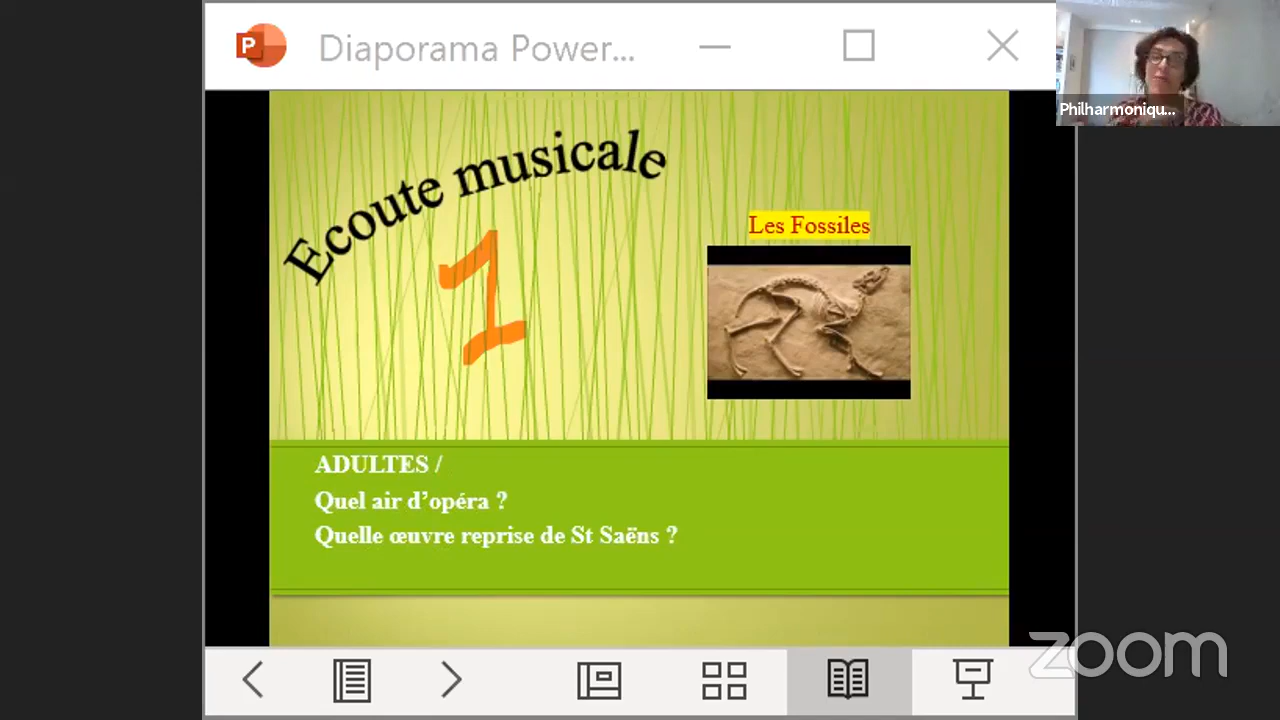 P Diaporama Power...
Philharmoniqu...
Ecoute musicale
1
Les Fossiles
ADULTES /
Quel air d’opéra ?
Quelle œuvre reprise de St Saëns ?
zoom